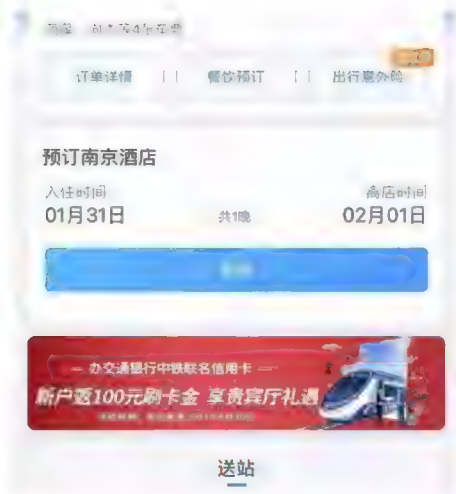 订单详情 | | 餐饮预订 | | 出行意外险
预订南京酒店
入住时间 离店时间
01月31日 共1晚 02月01日
办交通银行中铁联名信用卡
新户返100元刷卡金 享贵宾厅礼遇
送站